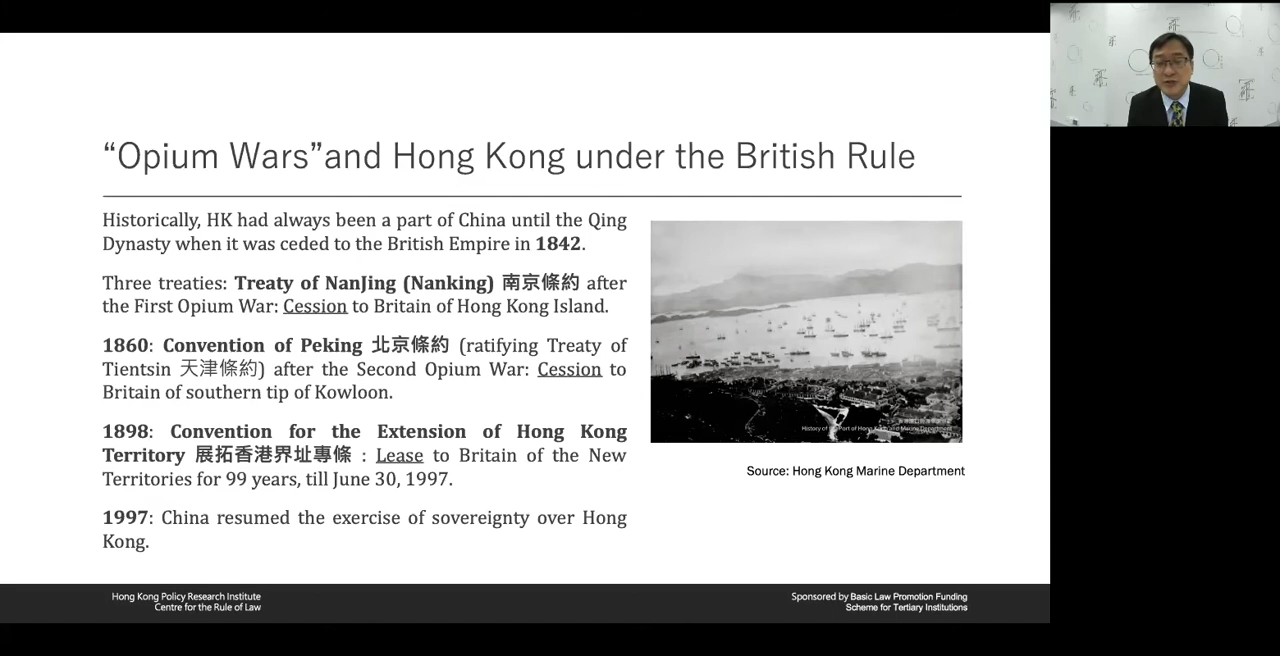 “Opium Wars”and Hong Kong under the British Rule
Historically, HK had always been a part of China until the Qing
Dynasty when it was ceded to the British Empire in 1842.
Three treaties: Treaty of NanJing (Nanking) 南京條約 after
the First Opium War: Cession to Britain of Hong Kong Island.
1860: Convention of Peking 北京條約 (ratifying Treaty of
Tientsin 天津條約) after the Second Opium War: Cession to
Britain of southern tip of Kowloon.
1898: Convention for the Extension of Hong Kong
Territory 展拓香港界址專條 : Lease to Britain of the New
Territories for 99 years, till June 30, 1997.
1997: China resumed the exercise of sovereignty over Hong
Kong.
Source: Hong Kong Marine Department
Hong Kong Policy Research Institute
Centre for the Rule of Law
Sponsored by Basic Law Promotion Funding
Scheme for Tertiary Institutions